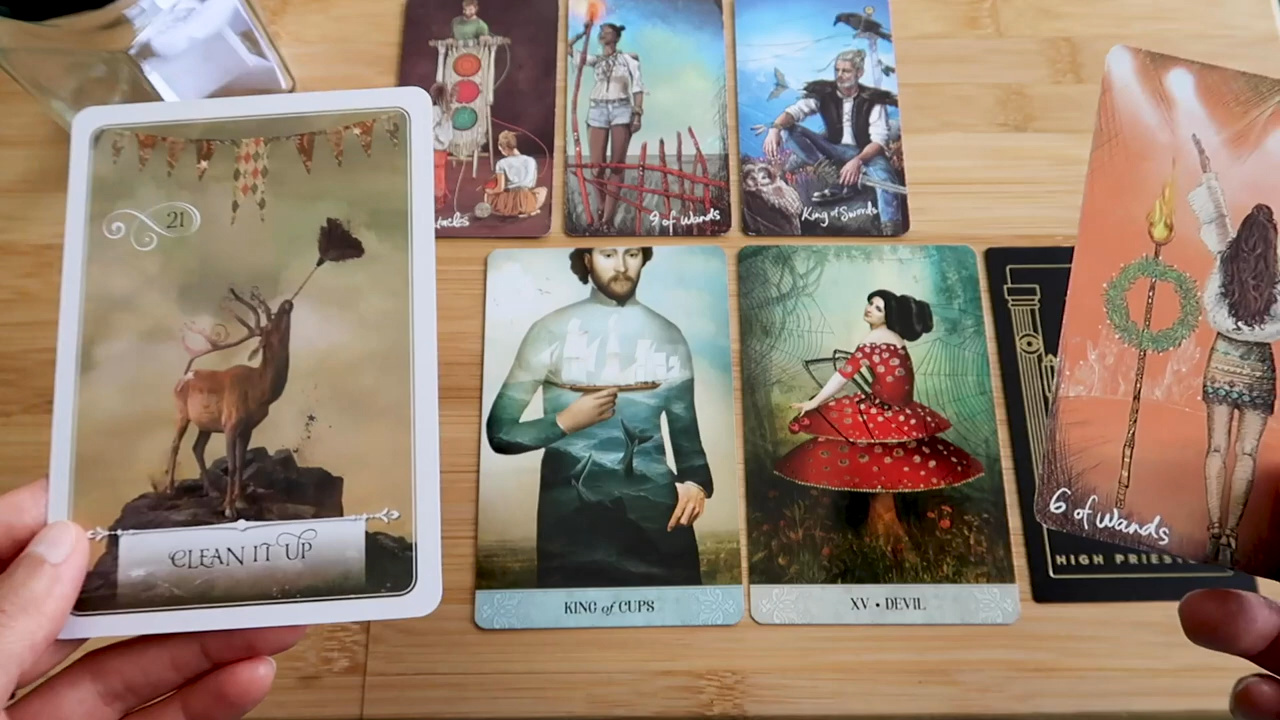 21
CLEAN IT UP
9 of Wands
King of Swords
KING of CUPS
XV • DEVIL
6 of Wands
HIGH